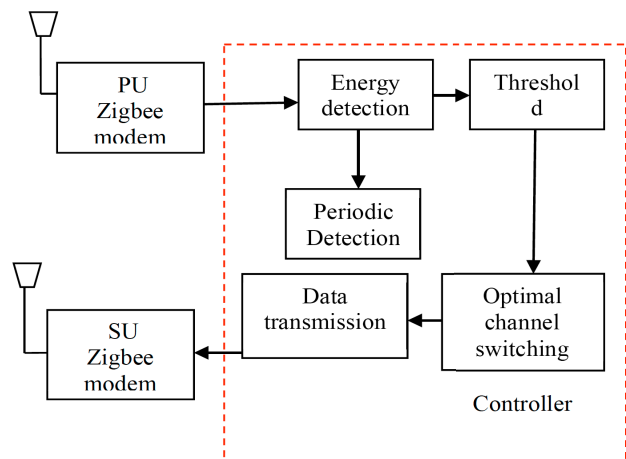 PU
Zigbee
modem
Energy
detection
Threshol
d
Periodic
Detection
SU
Zigbee
modem
Data
transmission
Optimal
channel
switching
Controller